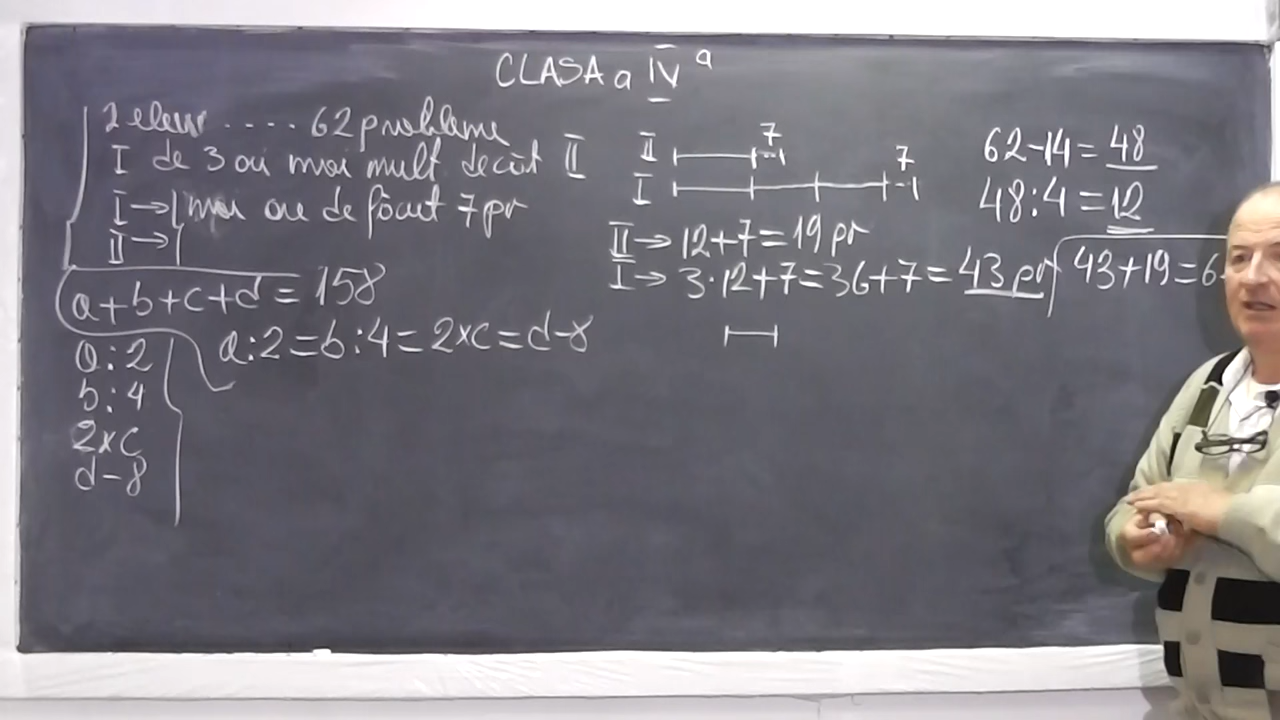 CLASA a IV a
2 elevi .... 62 probleme
I de 3 ori mai mult decât II
I → | mai are de făcut 7 pr
II → |
a+b+c+d = 158
a:2
b:4
2×c
d-8
a:2=b:4=2×c=d-8
II 7
I 7
II → 12+7=19 pr
I → 3·12+7=36+7=43 pr
62-14=48
48:4=12
43+19=6